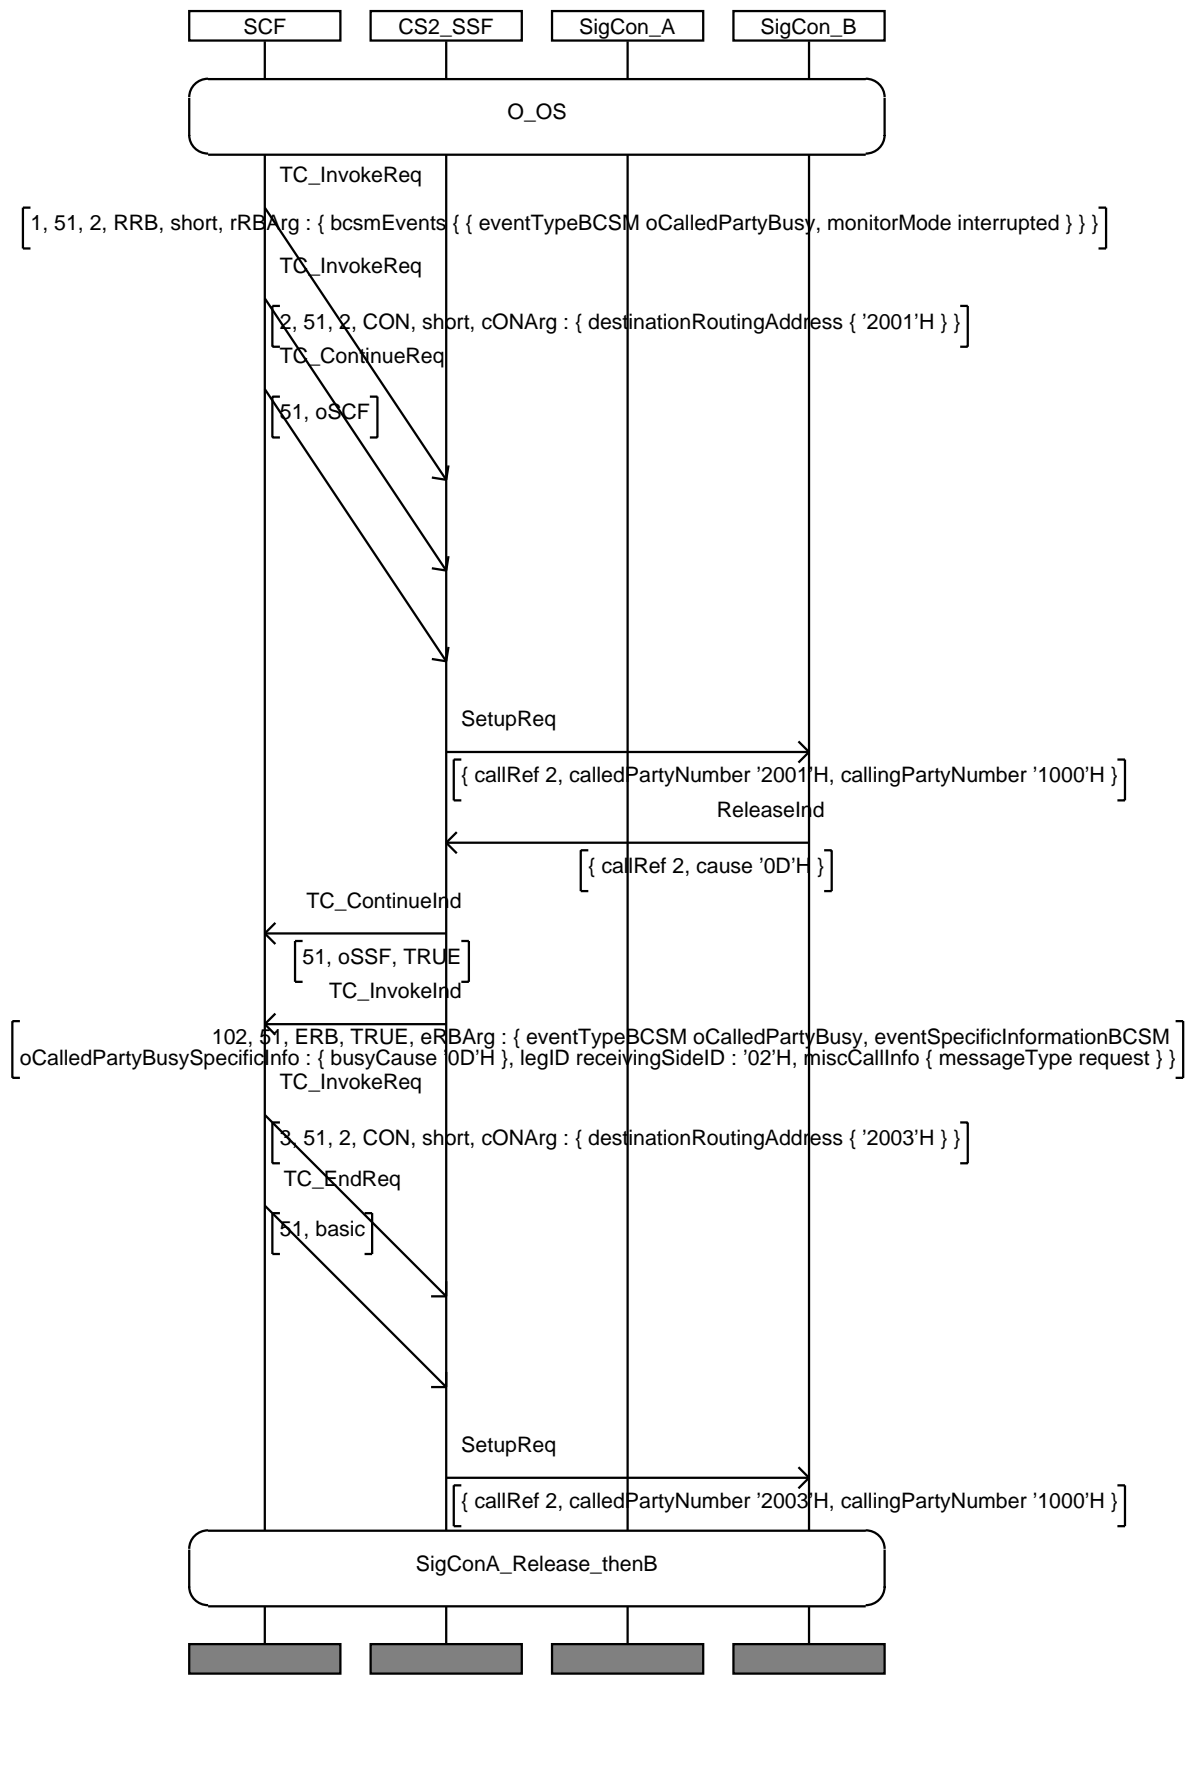 SCF CS2_SSF SigCon_A SigCon_B
O_OS
TC_InvokeReq
1, 51, 2, RRB, short, rRBArg : { bcsmEvents { { eventTypeBCSM oCalledPartyBusy, monitorMode interrupted } } }
TC_InvokeReq
2, 51, 2, CON, short, cONArg : { destinationRoutingAddress { '2001'H } }
TC_ContinueReq
51, oSCF
SetupReq
{ callRef 2, calledPartyNumber '2001'H, callingPartyNumber '1000'H }
ReleaseInd
{ callRef 2, cause '0D'H }
TC_ContinueInd
51, oSSF, TRUE
TC_InvokeInd
102, 51, ERB, TRUE, eRBArg : { eventTypeBCSM oCalledPartyBusy, eventSpecificInformationBCSM
oCalledPartyBusySpecificInfo : { busyCause '0D'H }, legID receivingSideID : '02'H, miscCallInfo { messageType request } }
TC_InvokeReq
3, 51, 2, CON, short, cONArg : { destinationRoutingAddress { '2003'H } }
TC_EndReq
51, basic
SetupReq
{ callRef 2, calledPartyNumber '2003'H, callingPartyNumber '1000'H }
SigConA_Release_thenB